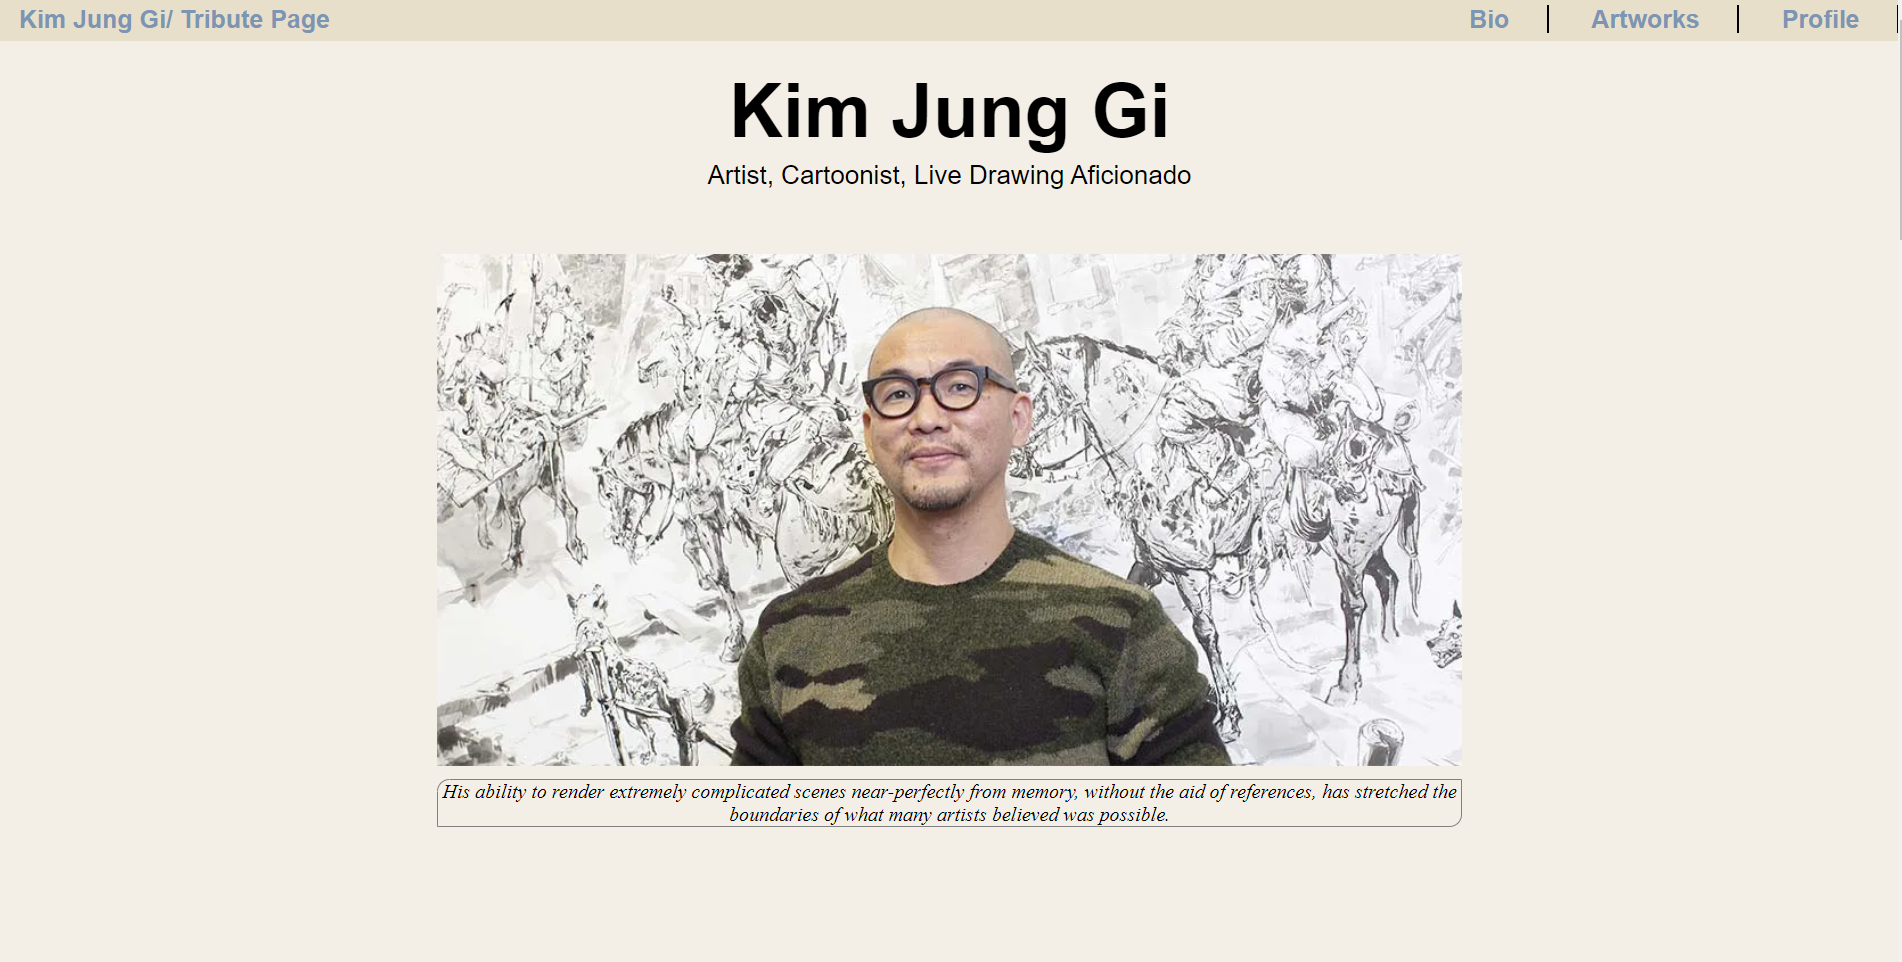 Kim Jung Gi/ Tribute Page
Bio
Artworks
Profile
Kim Jung Gi
Artist, Cartoonist, Live Drawing Aficionado
His ability to render extremely complicated scenes near-perfectly from memory, without the aid of references, has stretched the
boundaries of what many artists believed was possible.